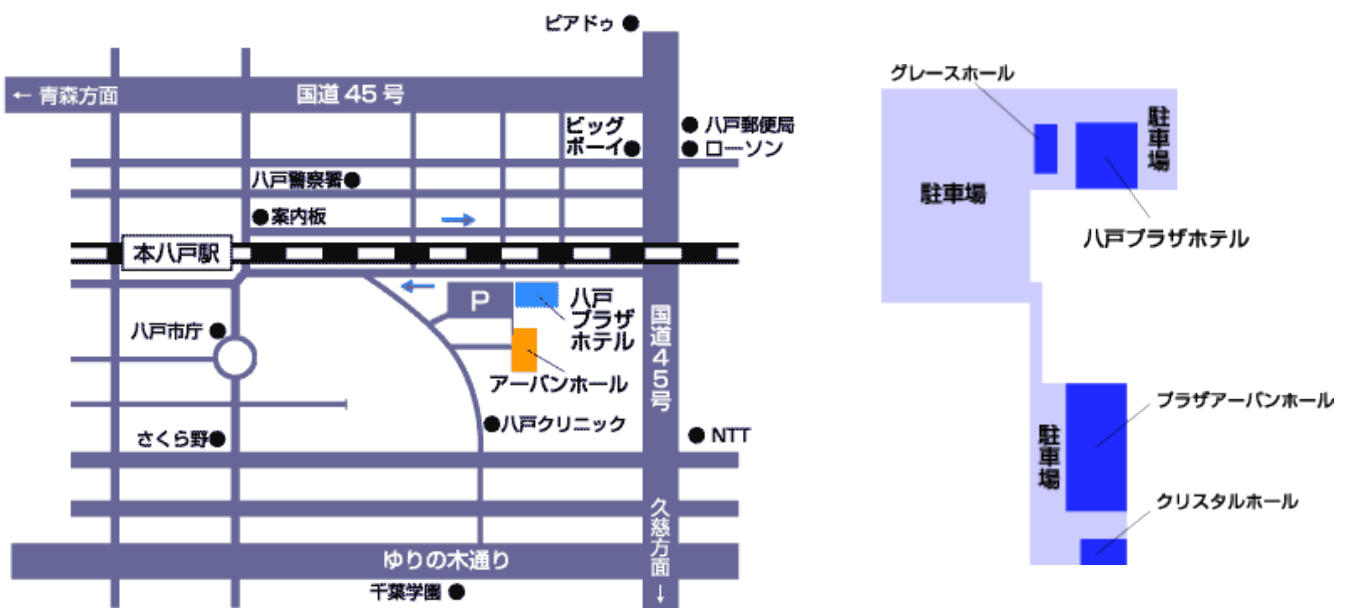 ピアドゥ
← 青森方面
国道 45 号
ビッグ
ボーイ
八戸郵便局
ローソン
八戸警察署
案内板
本八戸駅
P
八戸
プラザ
ホテル
八戸市庁
アーバンホール
国道45号
八戸クリニック
さくら野
NTT
久慈方面→
ゆりの木通り
千葉学園
グレースホール
駐車場
駐車場
八戸プラザホテル
プラザアーバンホール
駐車場
クリスタルホール